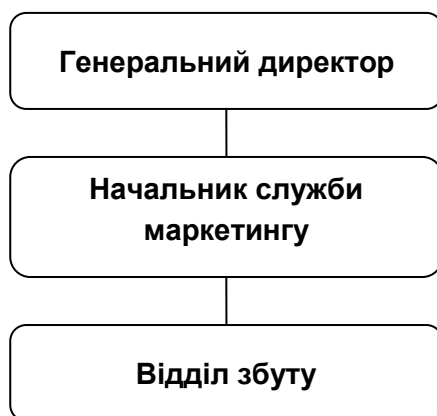 Генеральний директор
Начальник служби
маркетингу
Відділ збуту